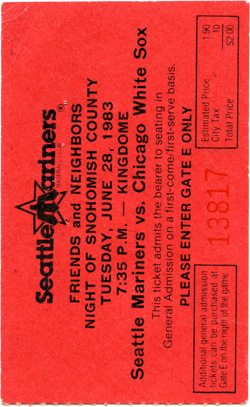 Seattle Mariners
BASEBALL CLUB
FRIENDS and NEIGHBORS
NIGHT OF SNOHOMISH COUNTY
TUESDAY, JUNE 28, 1983
7:35 P.M. — KINGDOME
Seattle Mariners vs. Chicago White Sox
This ticket admits the bearer to seating in
General Admission on a first-come/first-serve basis.
PLEASE ENTER GATE E ONLY
Additional general admission
tickets can be purchased at
Gate E on the night of the game.
13817
Estimated Price 1.90
City Tax .10
Total Price $2.00